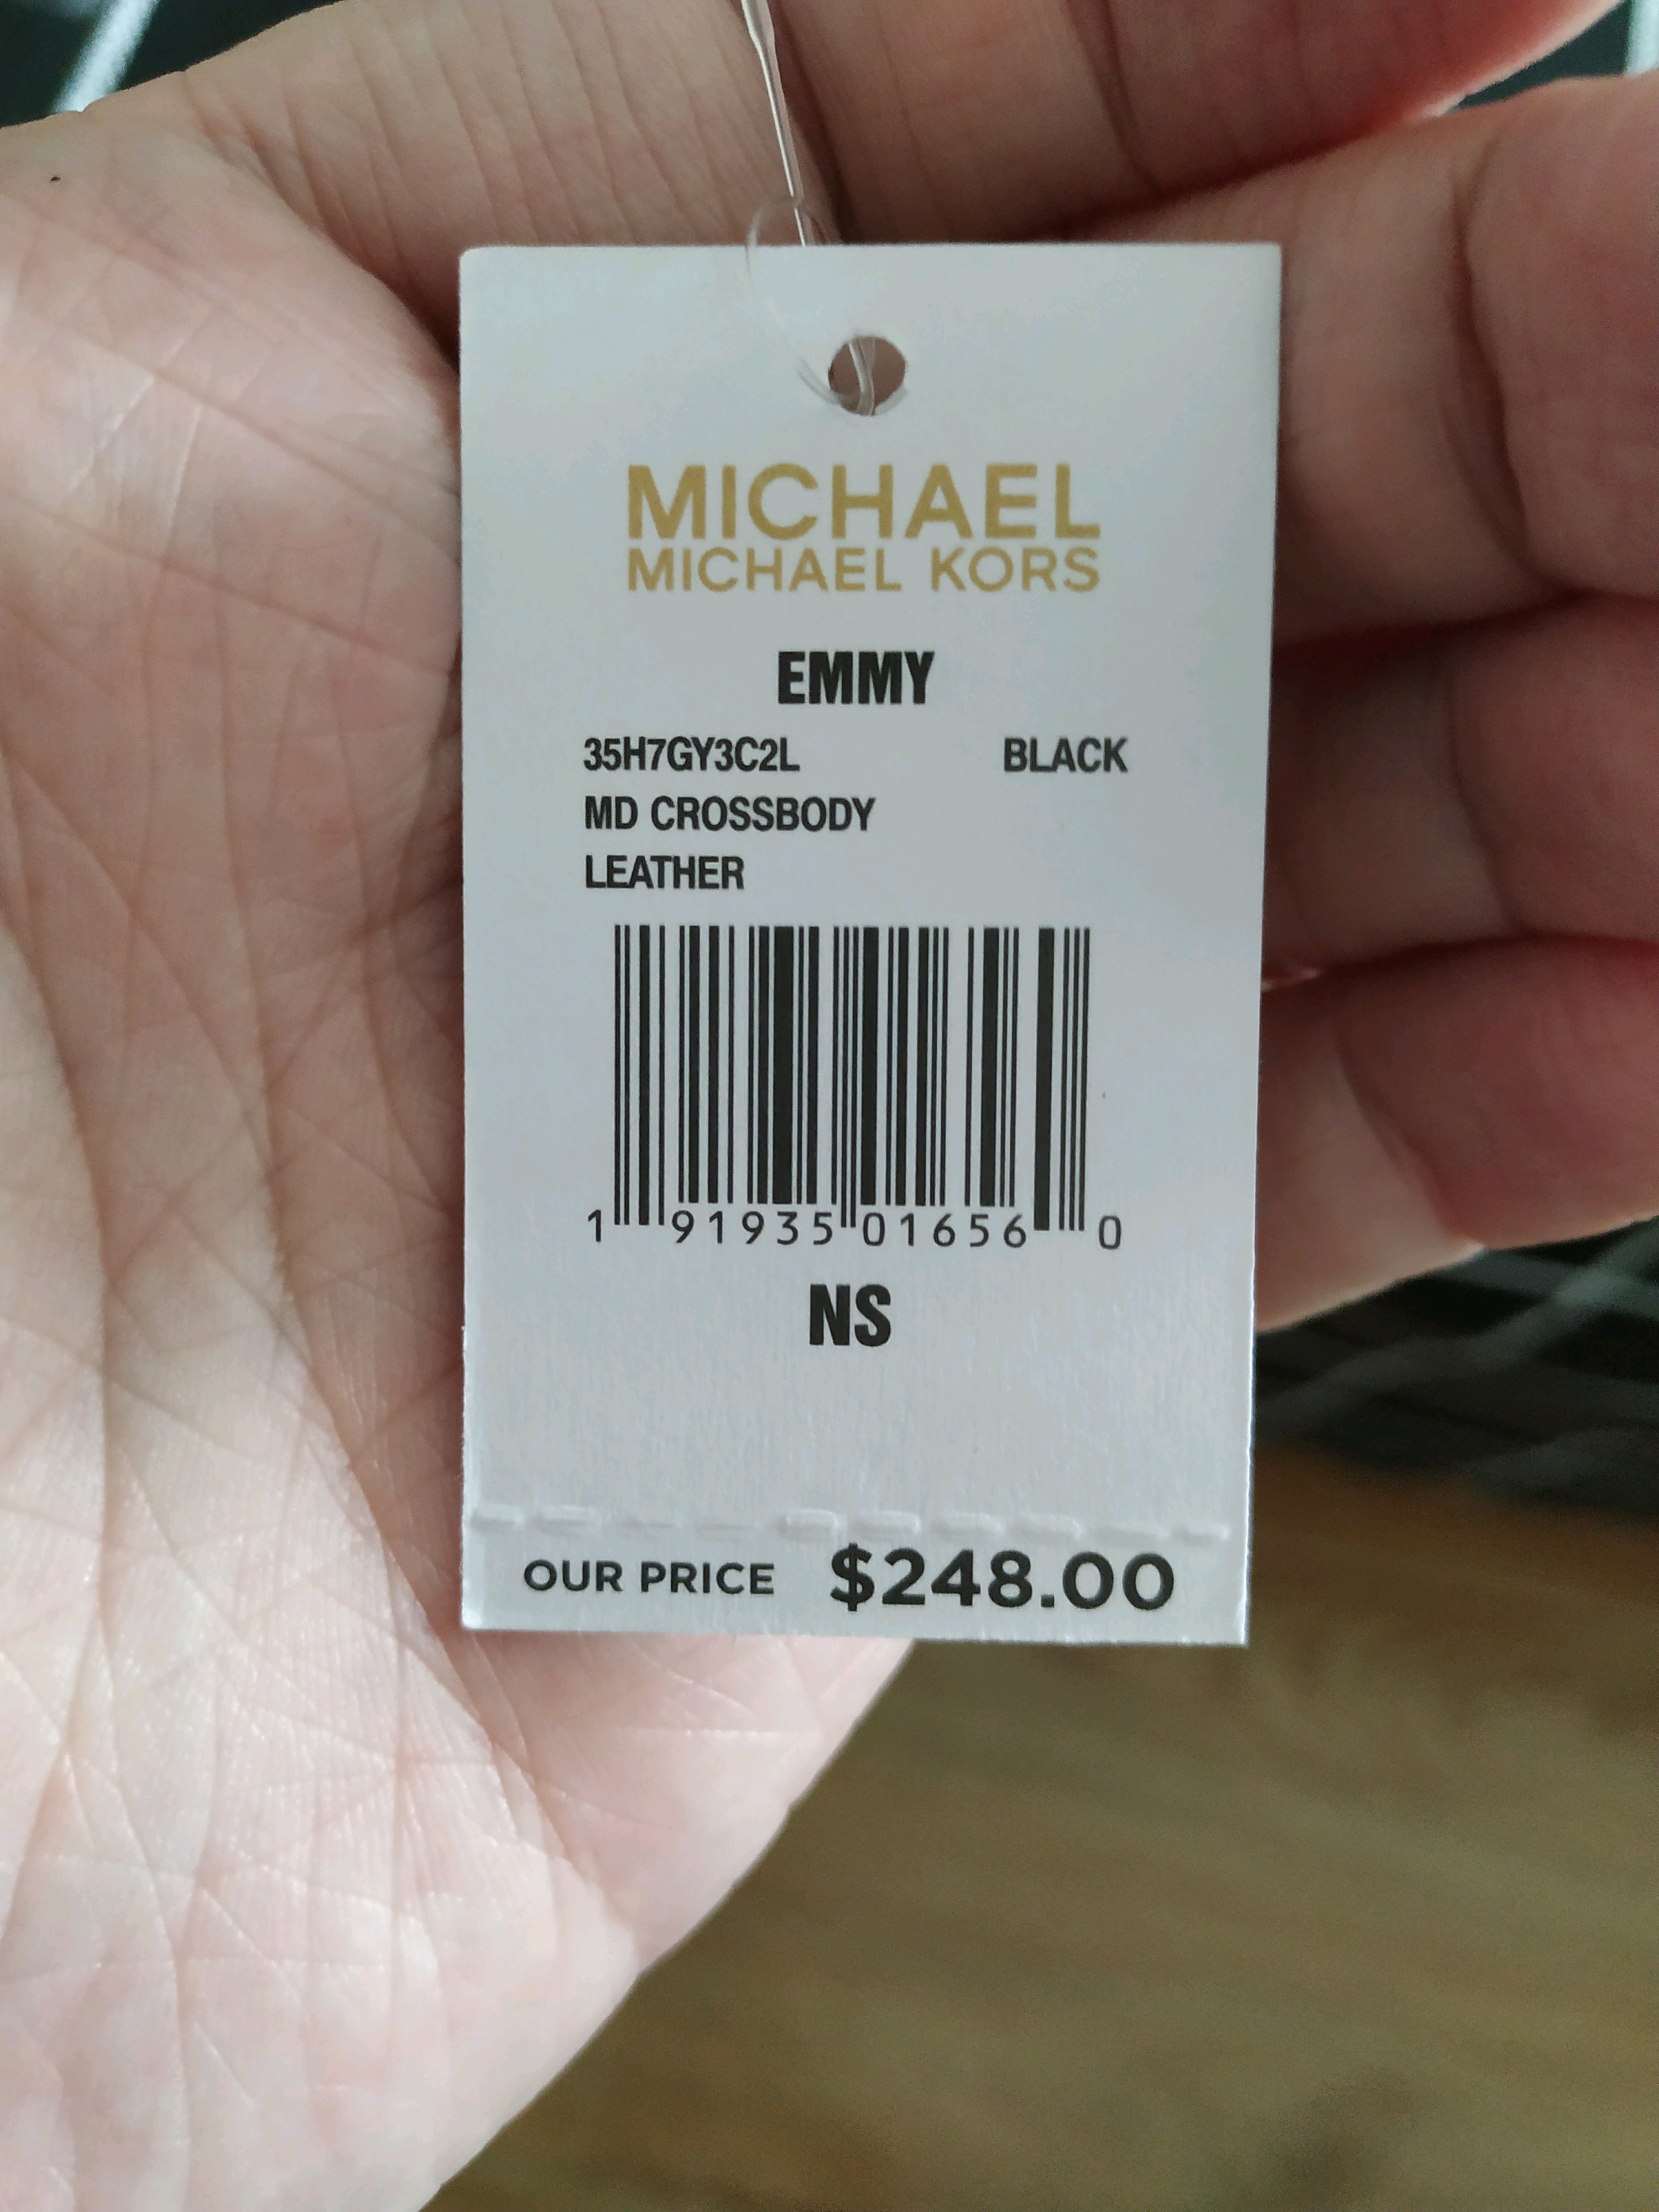 MICHAEL
MICHAEL KORS
EMMY
35H7GY3C2L BLACK
MD CROSSBODY
LEATHER
1 91935 01656 0
NS
OUR PRICE $248.00